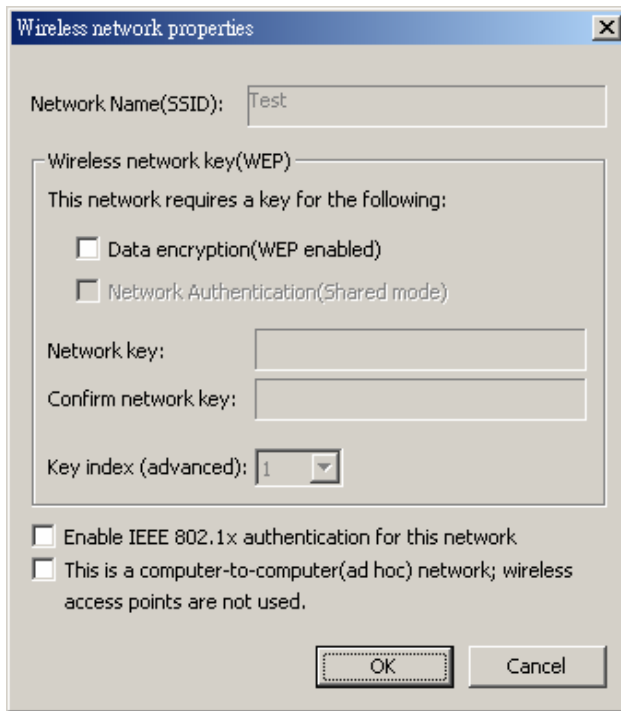 Wireless network properties
Network Name(SSID): Test
Wireless network key(WEP)
This network requires a key for the following:
Data encryption(WEP enabled)
Network Authentication(Shared mode)
Network key:
Confirm network key:
Key index (advanced): 1
Enable IEEE 802.1x authentication for this network
This is a computer-to-computer(ad hoc) network; wireless
access points are not used.
OK Cancel